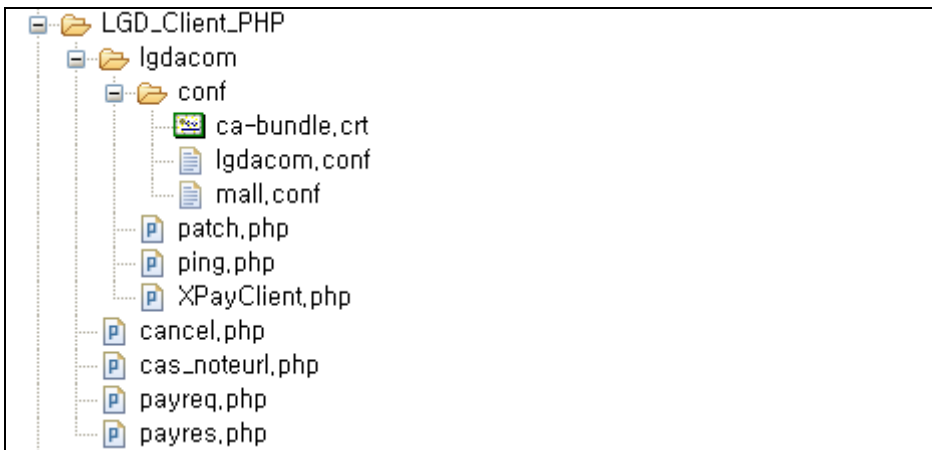 LGD_Client_PHP
lgdacom
conf
ca-bundle.crt
lgdacom.conf
mall.conf
patch.php
ping.php
XPayClient.php
cancel.php
cas_noteurl.php
payreq.php
payres.php